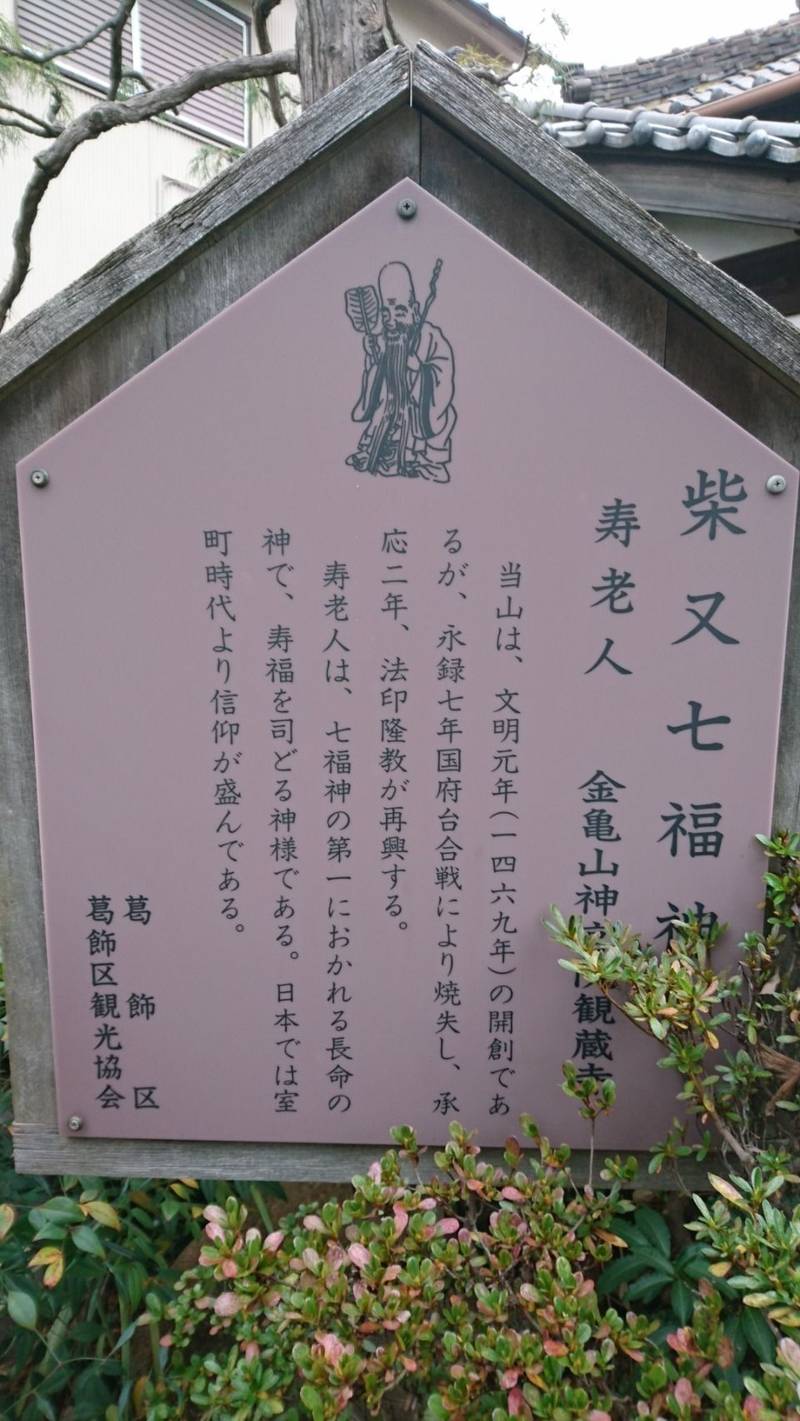 柴又七福神
寿老人 金亀山神 観蔵寺
当山は、文明元年(一四六九年)の開創であ
るが、永録七年国府台合戦により焼失し、承
応二年、法印隆教が再興する。
寿老人は、七福神の第一におかれる長命の
神で、寿福を司どる神様である。日本では室
町時代より信仰が盛んである。
葛飾区
葛飾区観光協会